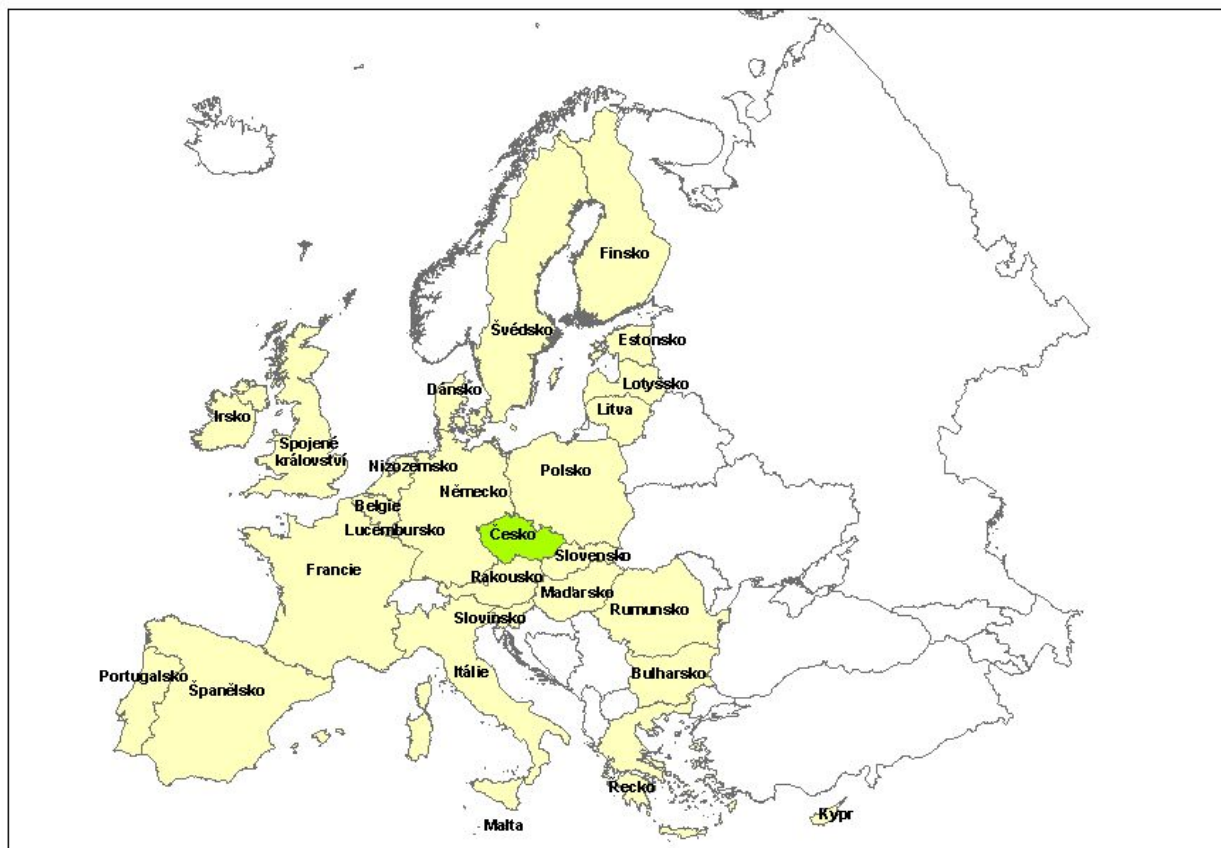 Finsko
Švédsko
Estonsko
Lotyšsko
Dánsko
Litva
Irsko
Spojené
království
Nizozemsko
Polsko
Německo
Belgie
Lucembursko
Česko
Slovensko
Francie
Rakousko
Maďarsko
Rumunsko
Slovinsko
Itálie
Bulharsko
Portugalsko
Španělsko
Řecko
Kypr
Malta